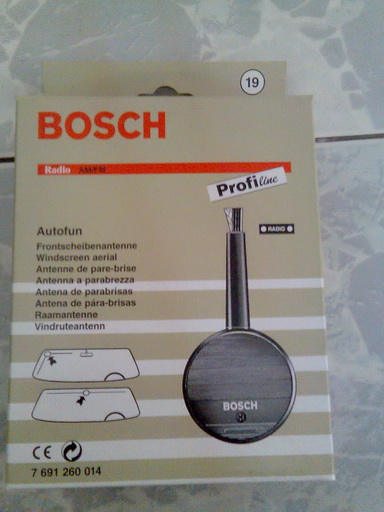 19
BOSCH
Radio AM/FM
Profi line
RADIO
Autofun
Frontscheibenantenne
Windscreen aerial
Antenne de pare-brise
Antenna a parabrezza
Antena de parabrisas
Antena de pára-brisas
Raamantenne
Vindruteantenn
BOSCH
CE
7 691 260 014